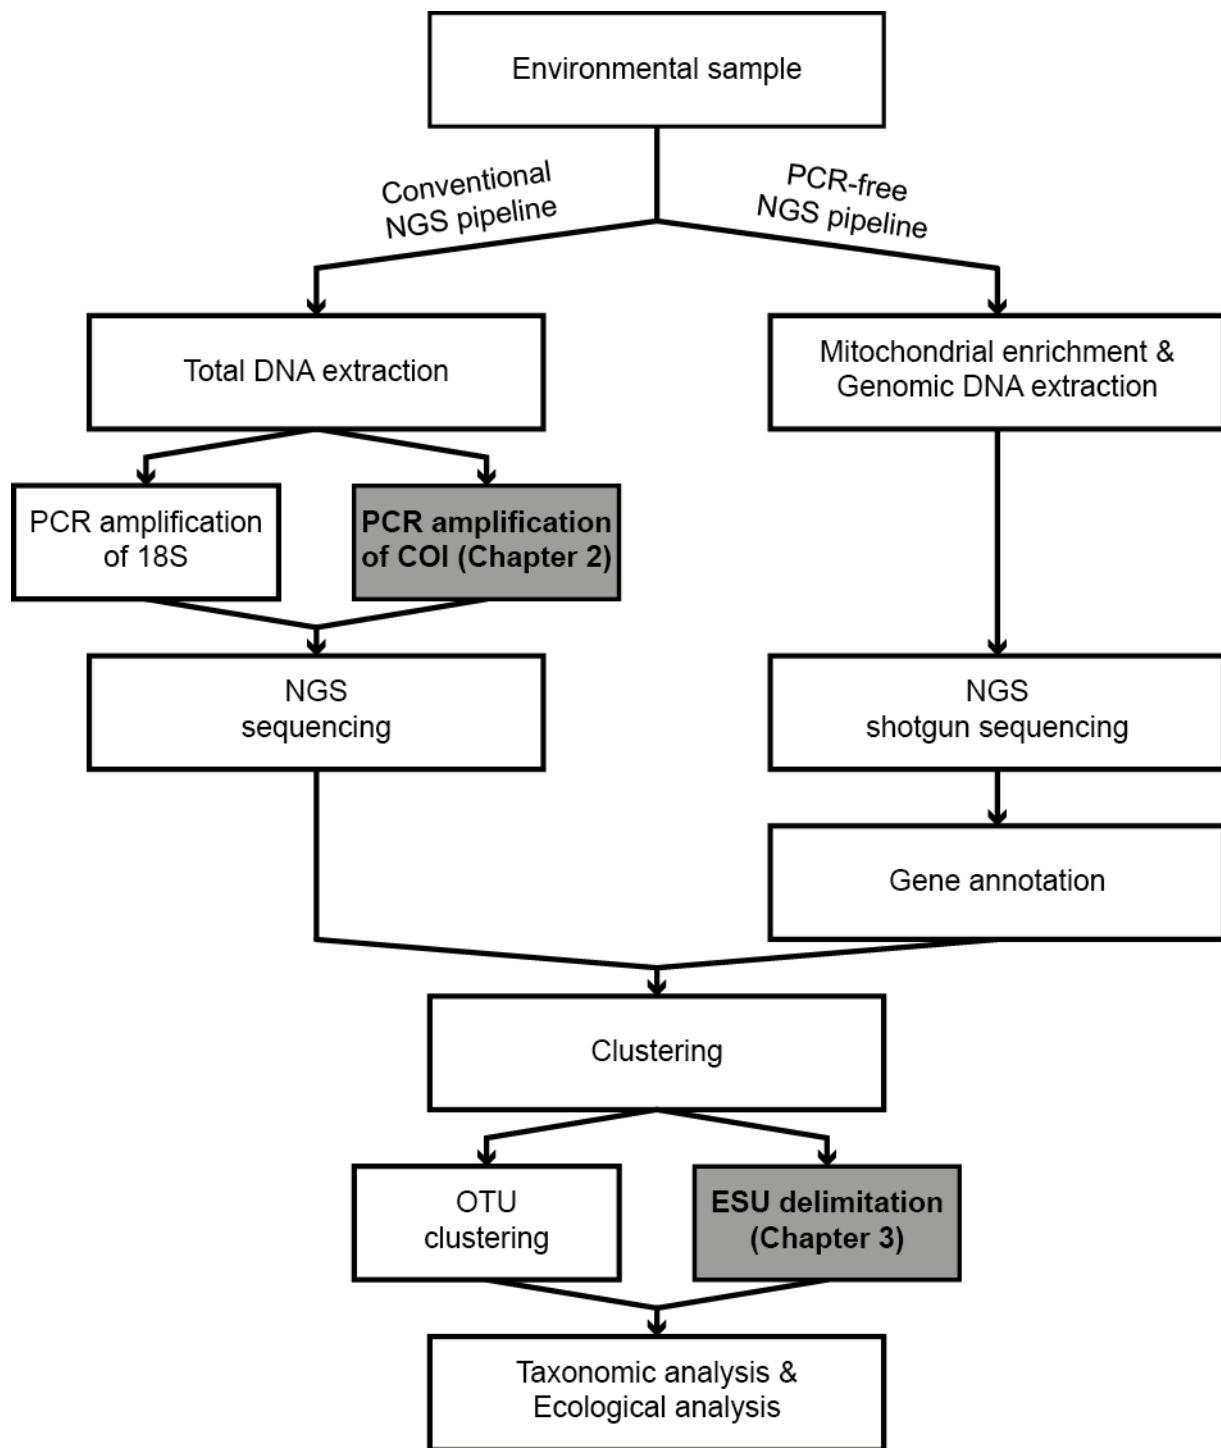 Environmental sample
Conventional
NGS pipeline
PCR-free
NGS pipeline
Total DNA extraction
Mitochondrial enrichment &
Genomic DNA extraction
PCR amplification
of 18S
PCR amplification
of COI (Chapter 2)
NGS
sequencing
NGS
shotgun sequencing
Gene annotation
Clustering
OTU
clustering
ESU delimitation
(Chapter 3)
Taxonomic analysis &
Ecological analysis